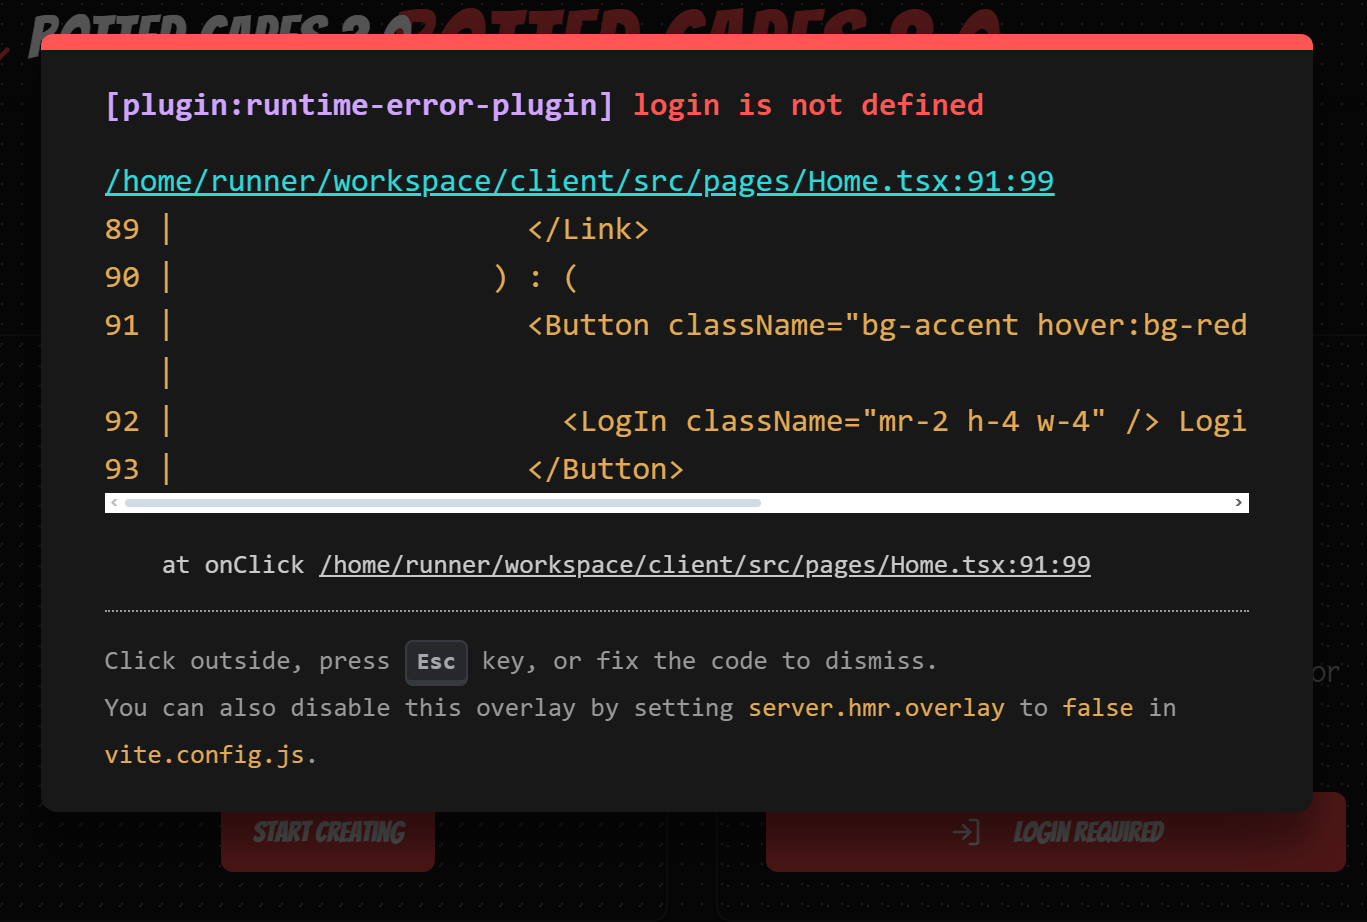 BOTTED CAPES 2.0 BOTTED CAPES 2.0
[plugin:runtime-error-plugin] login is not defined
/home/runner/workspace/client/src/pages/Home.tsx:91:99
89 | </Link>
90 | ) : (
91 | <Button className="bg-accent hover:bg-red
|
92 | <LogIn className="mr-2 h-4 w-4" /> Logi
93 | </Button>
at onClick /home/runner/workspace/client/src/pages/Home.tsx:91:99
Click outside, press Esc key, or fix the code to dismiss.
You can also disable this overlay by setting server.hmr.overlay to false in
vite.config.js.
or
START CREATING
LOGIN REQUIRED